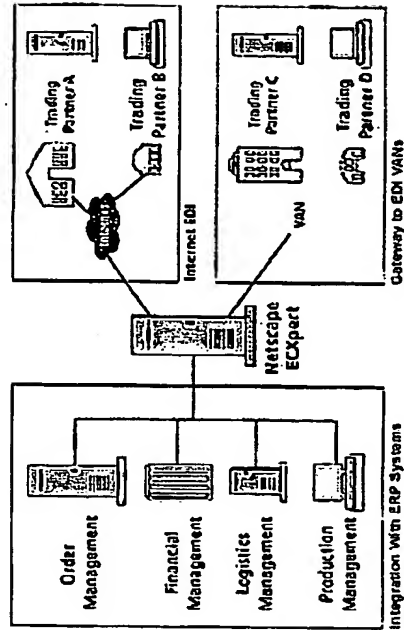 Order
Management
Financial
Management
Logistics
Management
Production
Management
Integration With ERP Systems
Netscape
ECXpert
Internet
Trading
Partner A
Trading
Partner B
Internet EDI
VAN
Trading
Partner C
Trading
Partner D
Gateway to EDI VANs